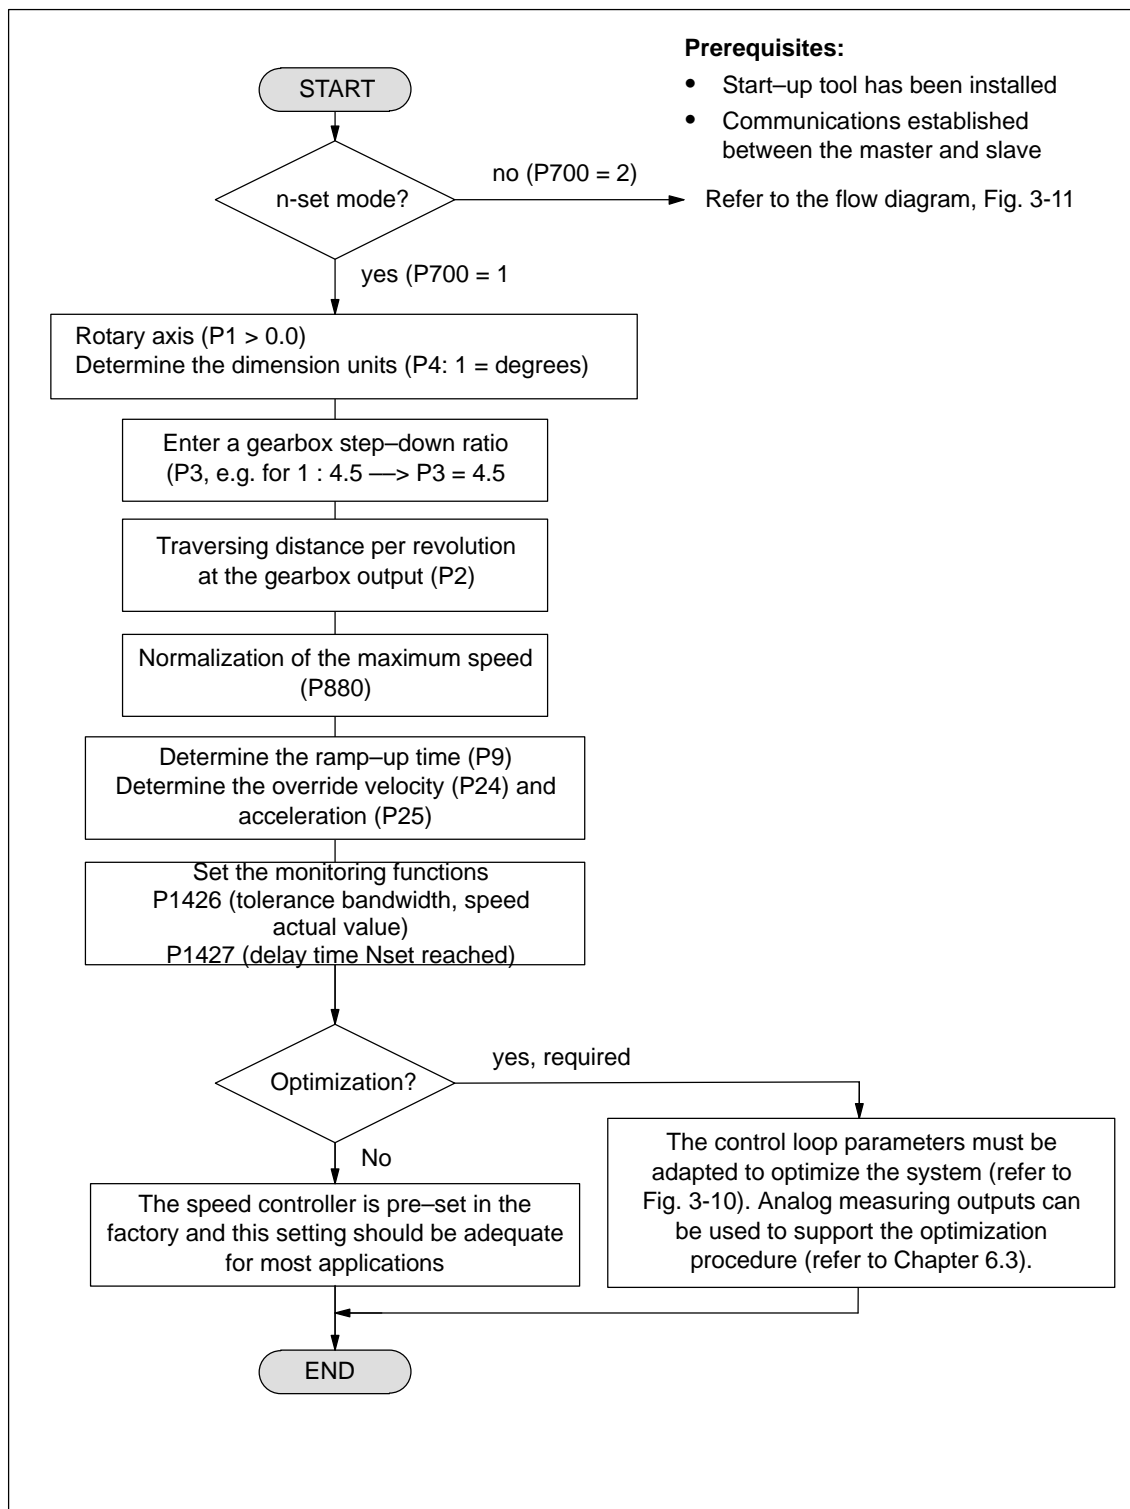 Prerequisites:
START
• Start–up tool has been installed
• Communications established
between the master and slave
no (P700 = 2)
n-set mode?
Refer to the flow diagram, Fig. 3-11
yes (P700 = 1
Rotary axis (P1 > 0.0)
Determine the dimension units (P4: 1 = degrees)
Enter a gearbox step–down ratio
(P3, e.g. for 1 : 4.5 —> P3 = 4.5
Traversing distance per revolution
at the gearbox output (P2)
Normalization of the maximum speed
(P880)
Determine the ramp–up time (P9)
Determine the override velocity (P24) and
acceleration (P25)
Set the monitoring functions
P1426 (tolerance bandwidth, speed
actual value)
P1427 (delay time Nset reached)
yes, required
Optimization?
No
The speed controller is pre–set in the
factory and this setting should be adequate
for most applications
The control loop parameters must be
adapted to optimize the system (refer to
Fig. 3-10). Analog measuring outputs can
be used to support the optimization
procedure (refer to Chapter 6.3).
END